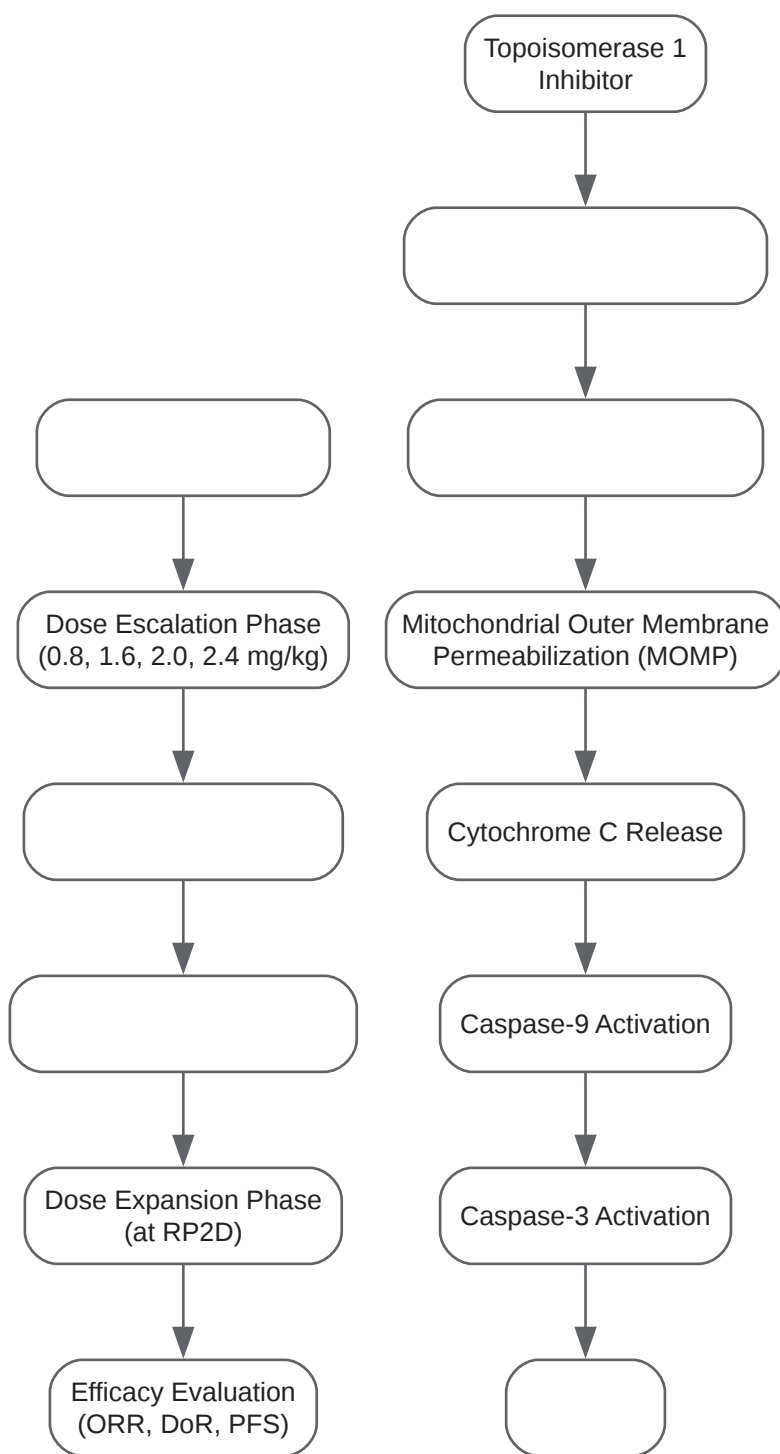 Topoisomerase 1
Inhibitor
Dose Escalation Phase
(0.8, 1.6, 2.0, 2.4 mg/kg)
Mitochondrial Outer Membrane
Permeabilization (MOMP)
Cytochrome C Release
Caspase-9 Activation
Dose Expansion Phase
(at RP2D)
Caspase-3 Activation
Efficacy Evaluation
(ORR, DoR, PFS)